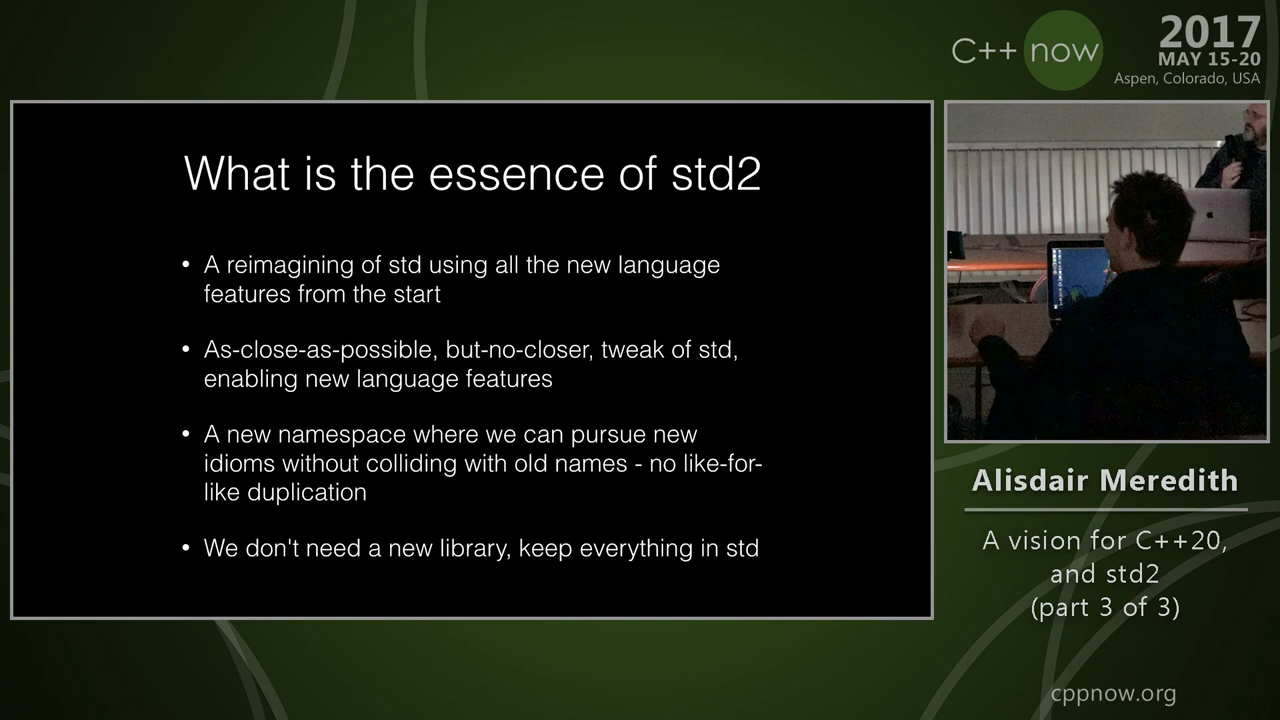 C++ now
2017
MAY 15-20
Aspen, Colorado, USA
What is the essence of std2
• A reimagining of std using all the new language
features from the start
• As-close-as-possible, but-no-closer, tweak of std,
enabling new language features
• A new namespace where we can pursue new
idioms without colliding with old names - no like-for-
like duplication
• We don't need a new library, keep everything in std
Alisdair Meredith
A vision for C++20,
and std2
(part 3 of 3)
cppnow.org